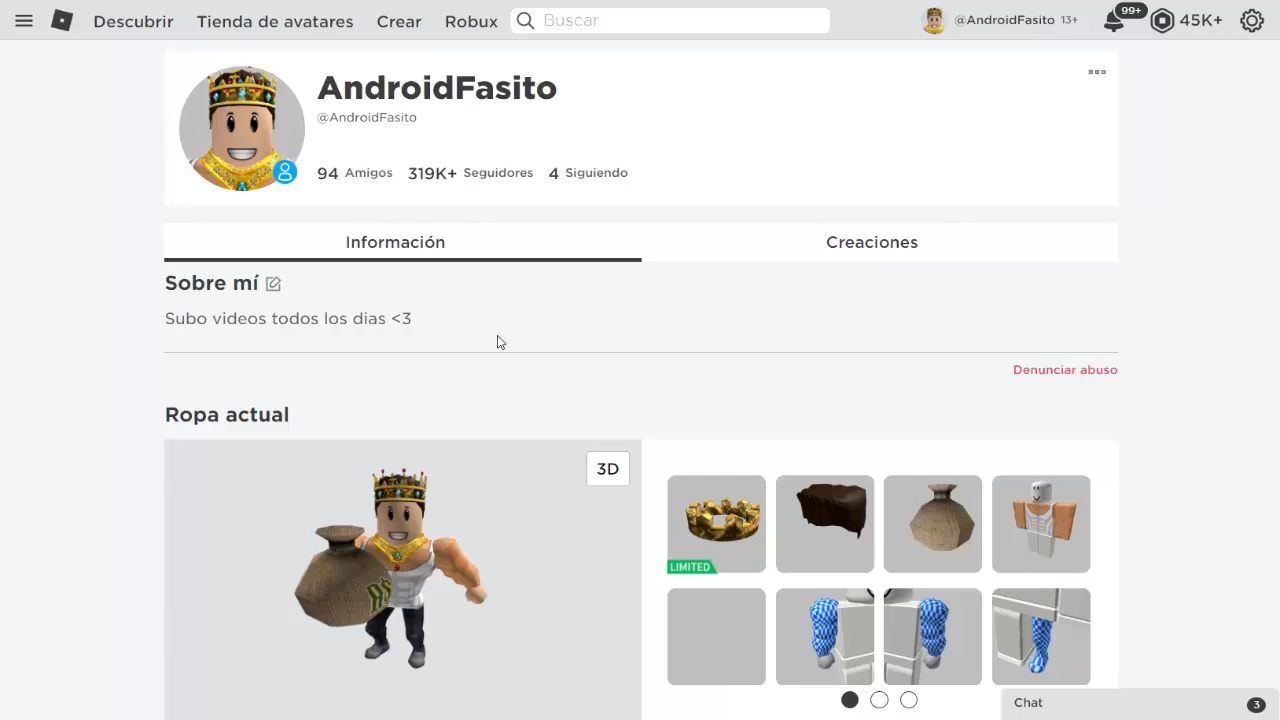 Descubrir Tienda de avatares Crear Robux Buscar @AndroidFasito 13+ 99+ 45K+
AndroidFasito
@AndroidFasito
94 Amigos 319K+ Seguidores 4 Siguiendo
Información Creaciones
Sobre mí
Subo videos todos los dias <3
Denunciar abuso
Ropa actual
3D
LIMITED
Chat 3